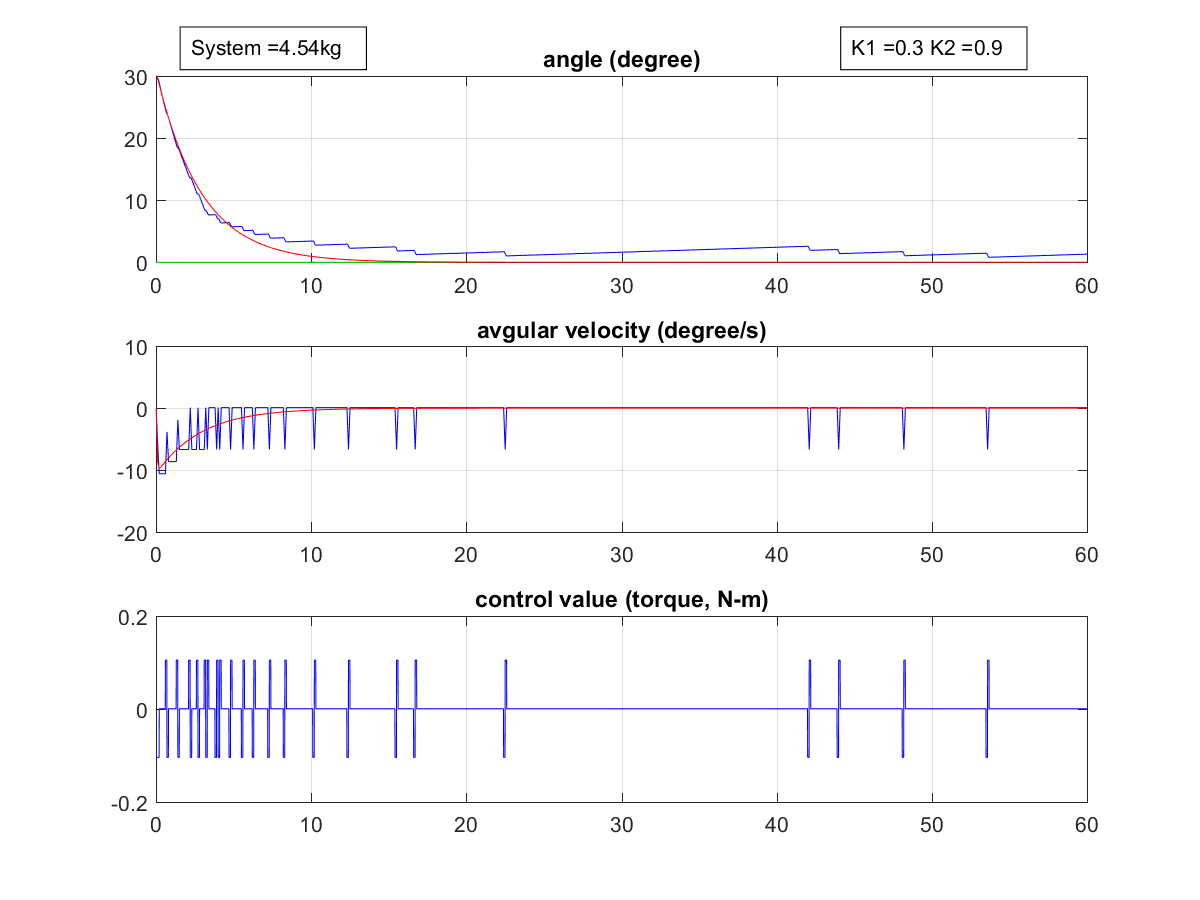 System =4.54kg
K1 =0.3 K2 =0.9
angle (degree)
30
20
10
0
0 10 20 30 40 50 60
avgular velocity (degree/s)
10
0
-10
-20
0 10 20 30 40 50 60
control value (torque, N-m)
0.2
0
-0.2
0 10 20 30 40 50 60